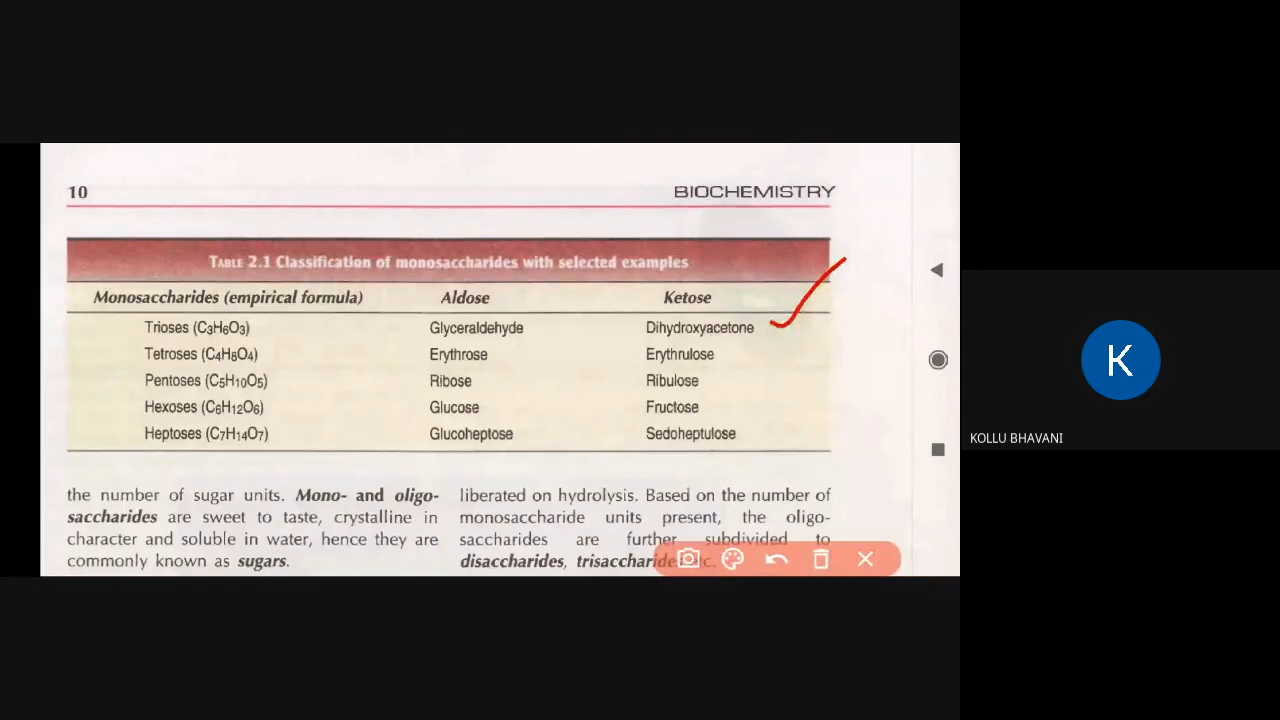 10 BIOCHEMISTRY
TABLE 2.1 Classification of monosaccharides with selected examples
Monosaccharides (empirical formula) Aldose Ketose
Trioses (C3H6O3) Glyceraldehyde Dihydroxyacetone
Tetroses (C4H8O4) Erythrose Erythrulose
Pentoses (C5H10O5) Ribose Ribulose
Hexoses (C6H12O6) Glucose Fructose
Heptoses (C7H14O7) Glucoheptose Sedoheptulose
the number of sugar units. Mono- and oligo-
saccharides are sweet to taste, crystalline in
character and soluble in water, hence they are
commonly known as sugars.
liberated on hydrolysis. Based on the number of
monosaccharide units present, the oligo-
saccharides are further subdivided to
disaccharides, trisaccharides etc.
K
KOLLU BHAVANI